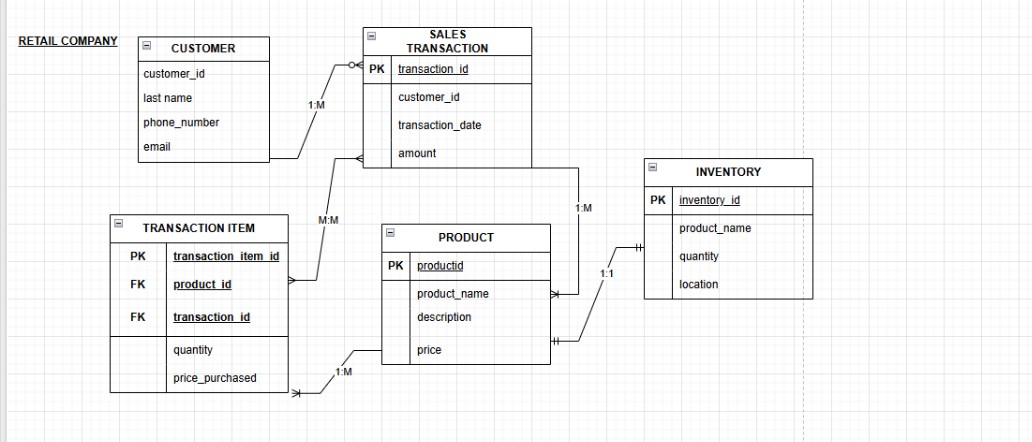 RETAIL COMPANY
CUSTOMER
customer_id
last name
phone_number
email
SALES
TRANSACTION
PK transaction_id
customer_id
transaction_date
amount
1:M
M:M
1:M
INVENTORY
PK inventory_id
product_name
quantity
location
TRANSACTION ITEM
PK transaction_item_id
FK product_id
FK transaction_id
quantity
price_purchased
PRODUCT
PK productid
product_name
description
price
1:1
1:M